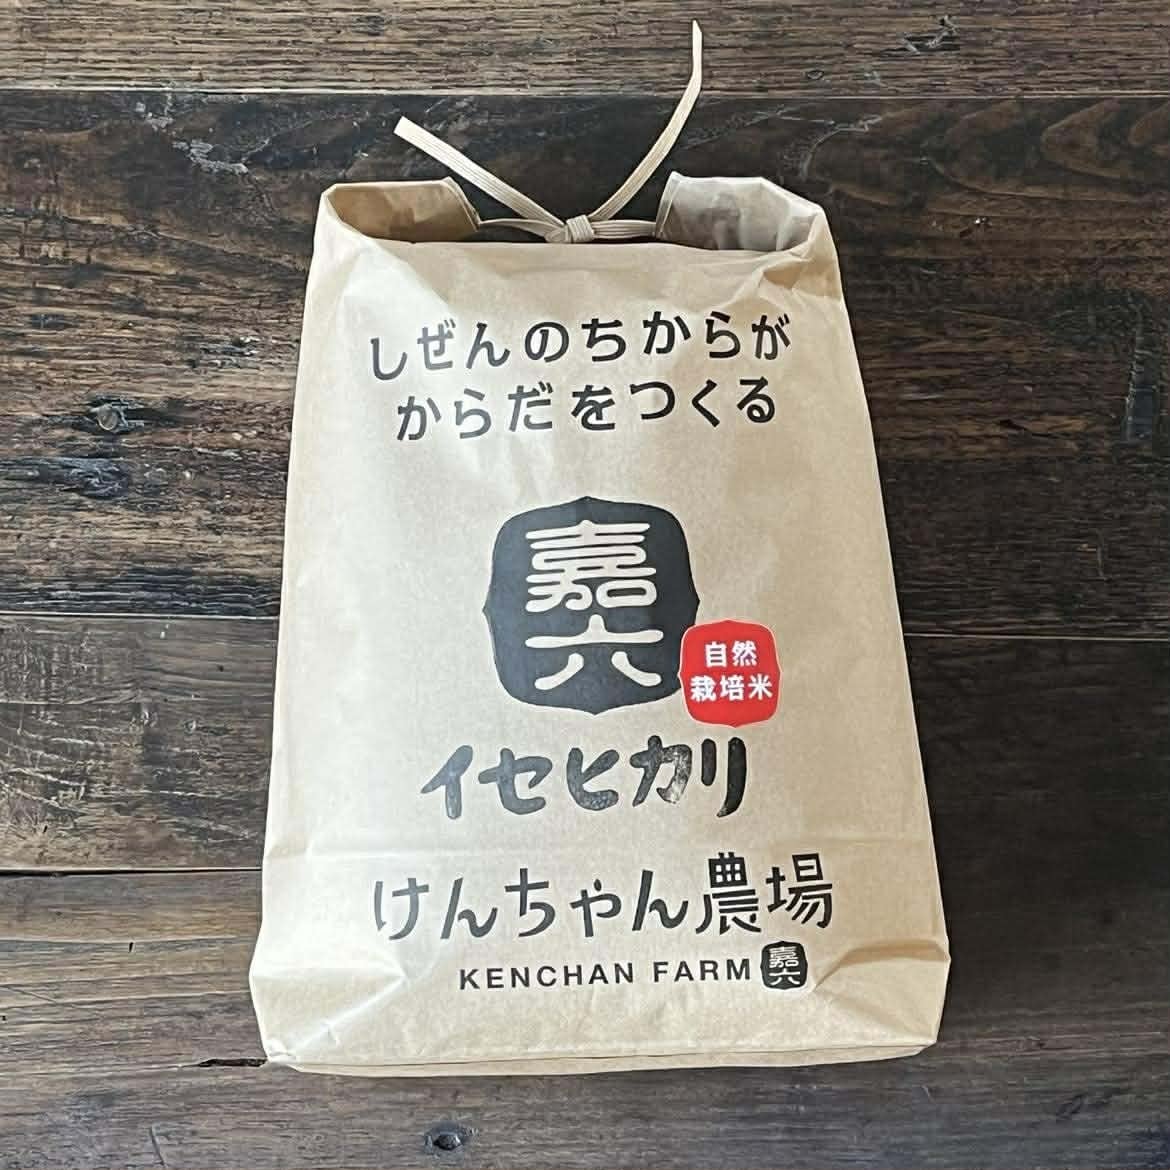 しぜんのちからが
からだをつくる
嘉六
自然
栽培米
イセヒカリ
けんちゃん農場
KENCHAN FARM 嘉六